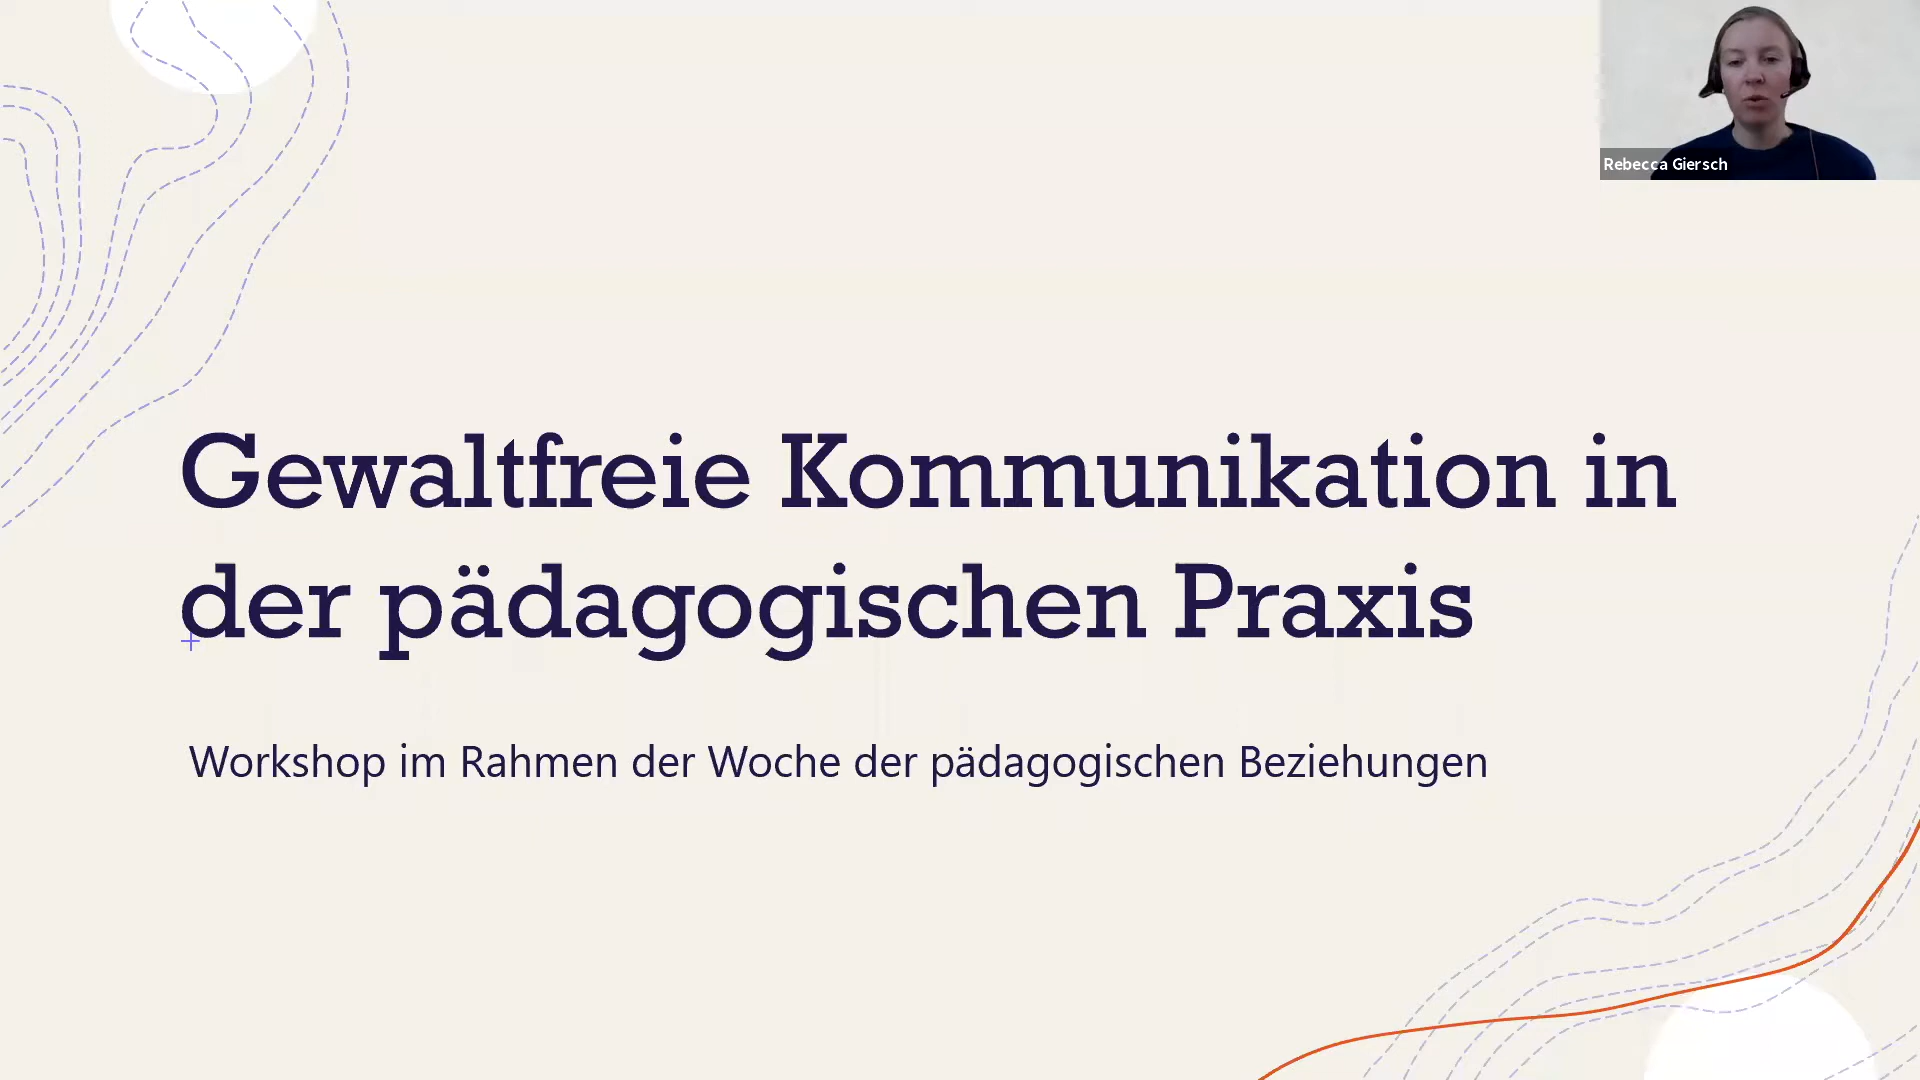 Rebecca Giersch
Gewaltfreie Kommunikation in
der pädagogischen Praxis
Workshop im Rahmen der Woche der pädagogischen Beziehungen